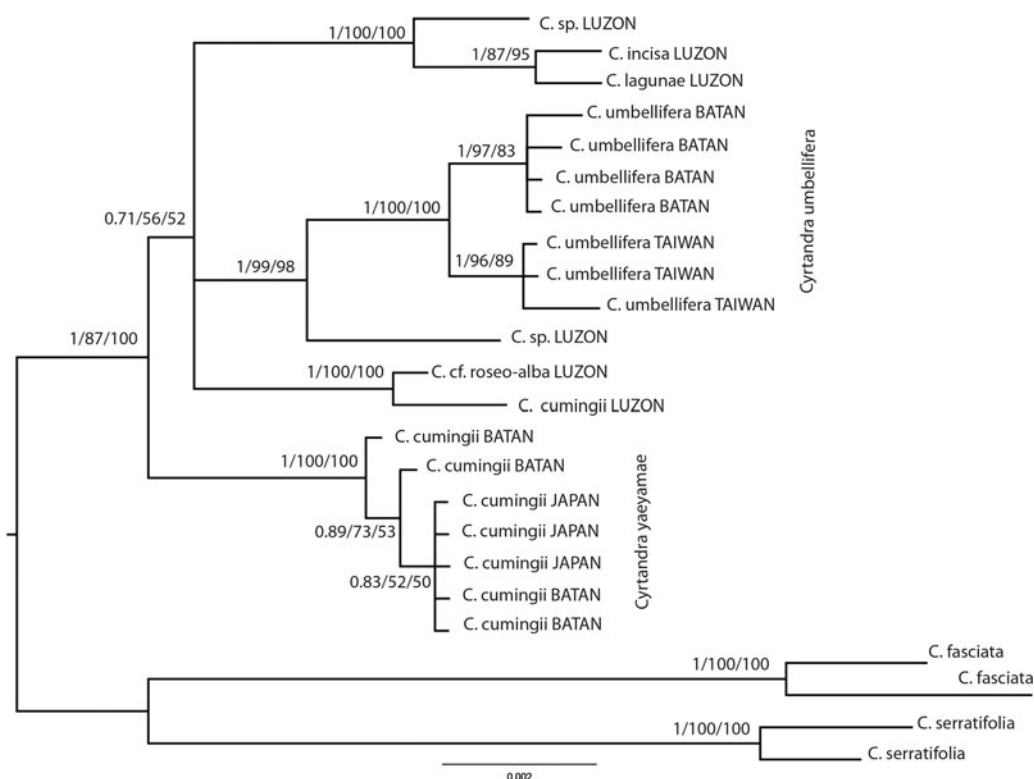 C. sp. LUZON
1/100/100
C. incisa LUZON
1/87/95
C. lagunae LUZON
C. umbellifera BATAN
C. umbellifera BATAN
1/97/83
C. umbellifera BATAN
C. umbellifera BATAN
1/100/100
0.71/56/52
C. umbellifera TAIWAN
1/96/89
1/99/98
C. umbellifera TAIWAN
C. umbellifera TAIWAN
Cyrtandra umbellifera
C. sp. LUZON
1/87/100
1/100/100
C. cf. roseo-alba LUZON
C. cumingii LUZON
C. cumingii BATAN
1/100/100
C. cumingii BATAN
C. cumingii JAPAN
0.89/73/53
C. cumingii JAPAN
C. cumingii JAPAN
0.83/52/50
C. cumingii BATAN
C. cumingii BATAN
Cyrtandra yaeyamae
C. fasciata
1/100/100
C. fasciata
C. serratifolia
1/100/100
C. serratifolia
0.002